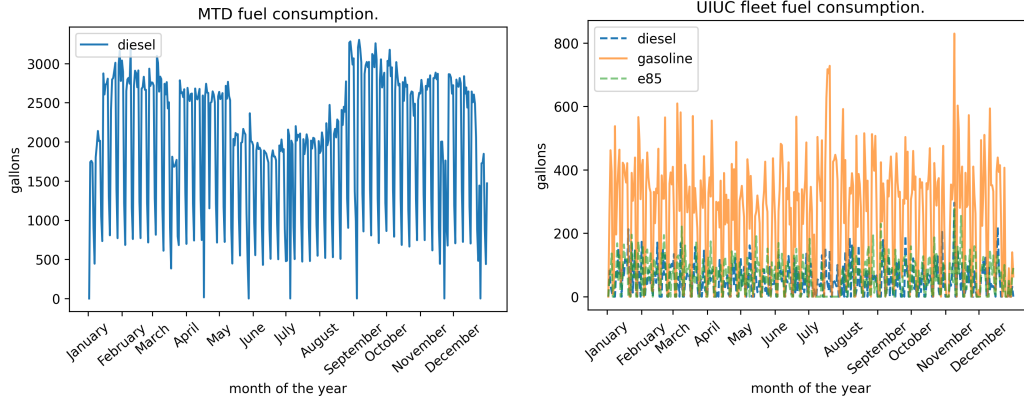 MTD fuel consumption.
diesel
3000
2500
2000
1500
1000
500
0
gallons
January
February
March
April
May
June
July
August
September
October
November
December
month of the year
UIUC fleet fuel consumption.
diesel
gasoline
e85
800
600
400
200
0
gallons
January
February
March
April
May
June
July
August
September
October
November
December
month of the year